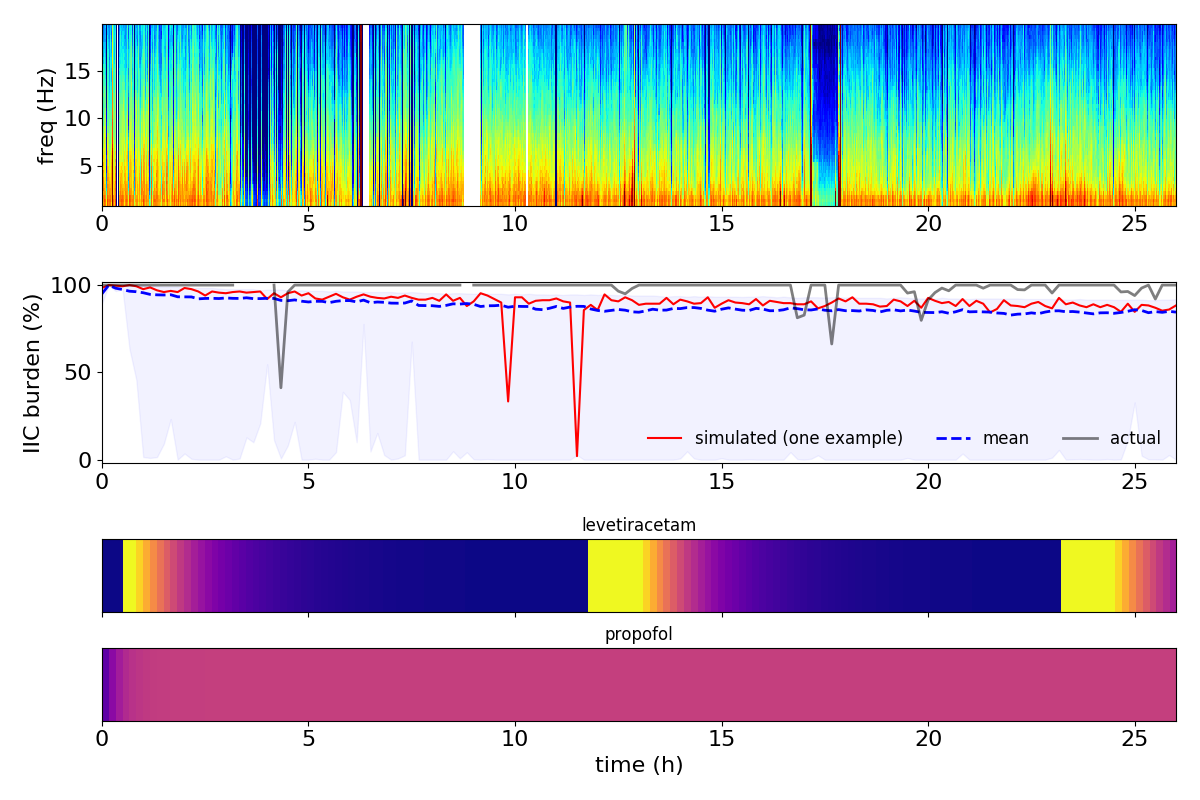 freq (Hz)
15
10
5
0 5 10 15 20 25
IIC burden (%)
100
50
0
simulated (one example) mean actual
0 5 10 15 20 25
levetiracetam
propofol
0 5 10 15 20 25
time (h)